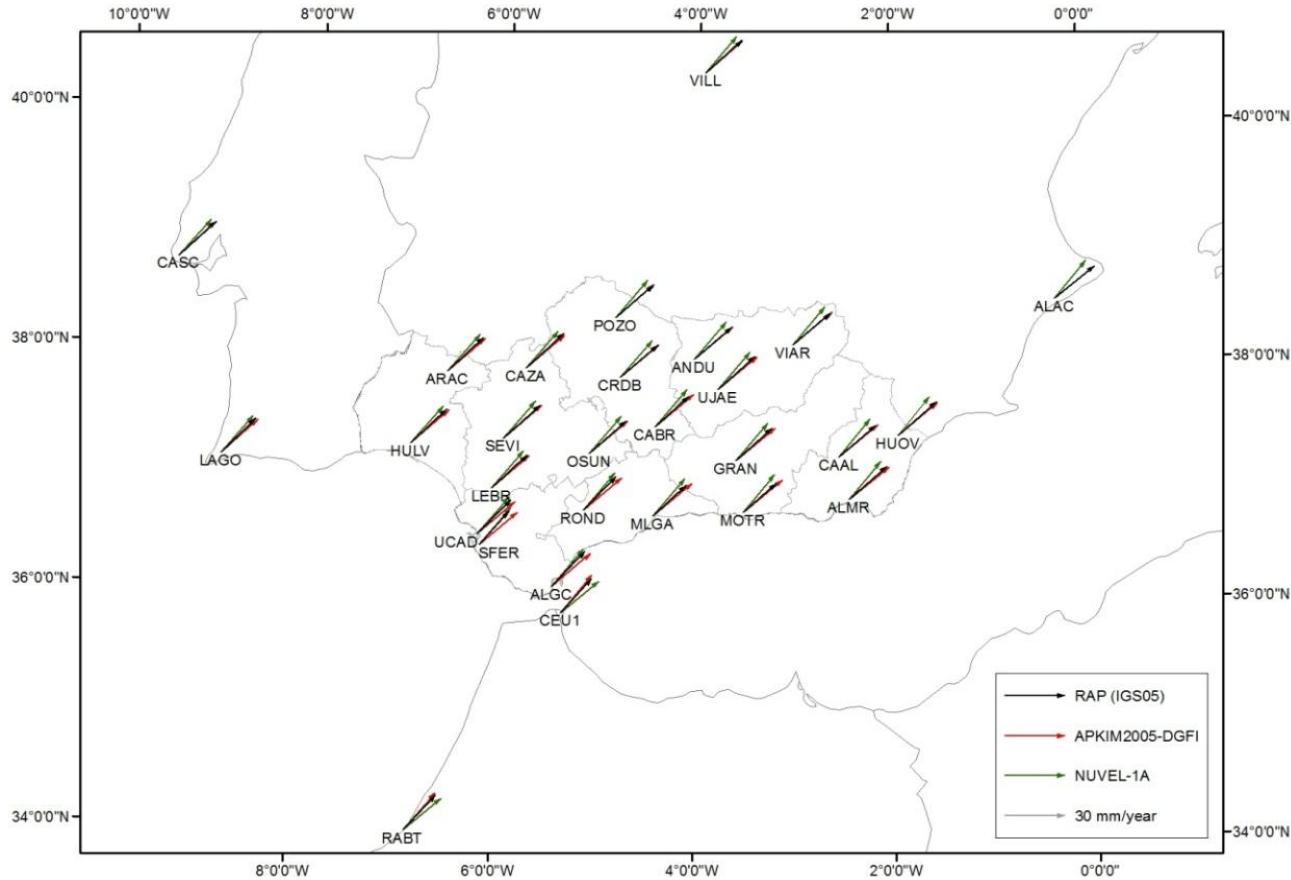 10°0'0"W 8°0'0"W 6°0'0"W 4°0'0"W 2°0'0"W 0°0'0"
VILL
40°0'0"N 40°0'0"N
CASC
ALAC
38°0'0"N 38°0'0"N
POZO
ANDU VIAR
ARAC CAZA
CRDB UJAE
LAGO HULV SEVI OSUN CABR GRAN CAAL HUOV
LEBR ROND MLGA MOTR ALMR
UCAD
SFER
36°0'0"N 36°0'0"N
ALGC
CEU1
RAP (IGS05)
APKIM2005-DGFI
NUVEL-1A
30 mm/year
34°0'0"N 34°0'0"N
RABT
8°0'0"W 6°0'0"W 4°0'0"W 2°0'0"W 0°0'0"